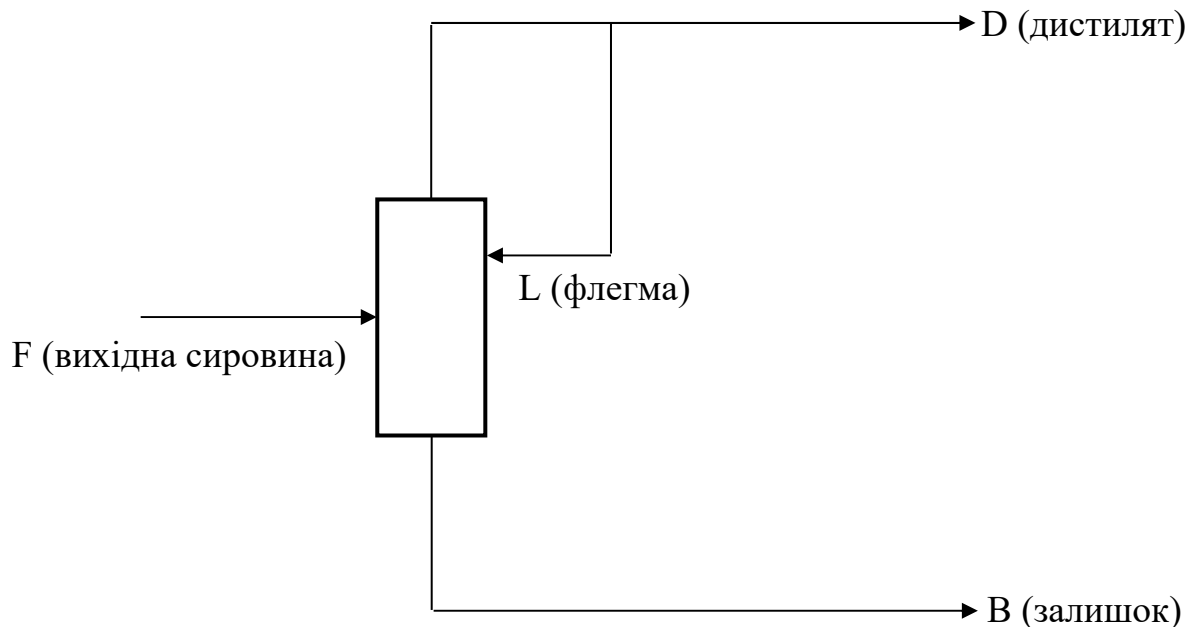 D (дистилят)
L (флегма)
F (вихідна сировина)
B (залишок)